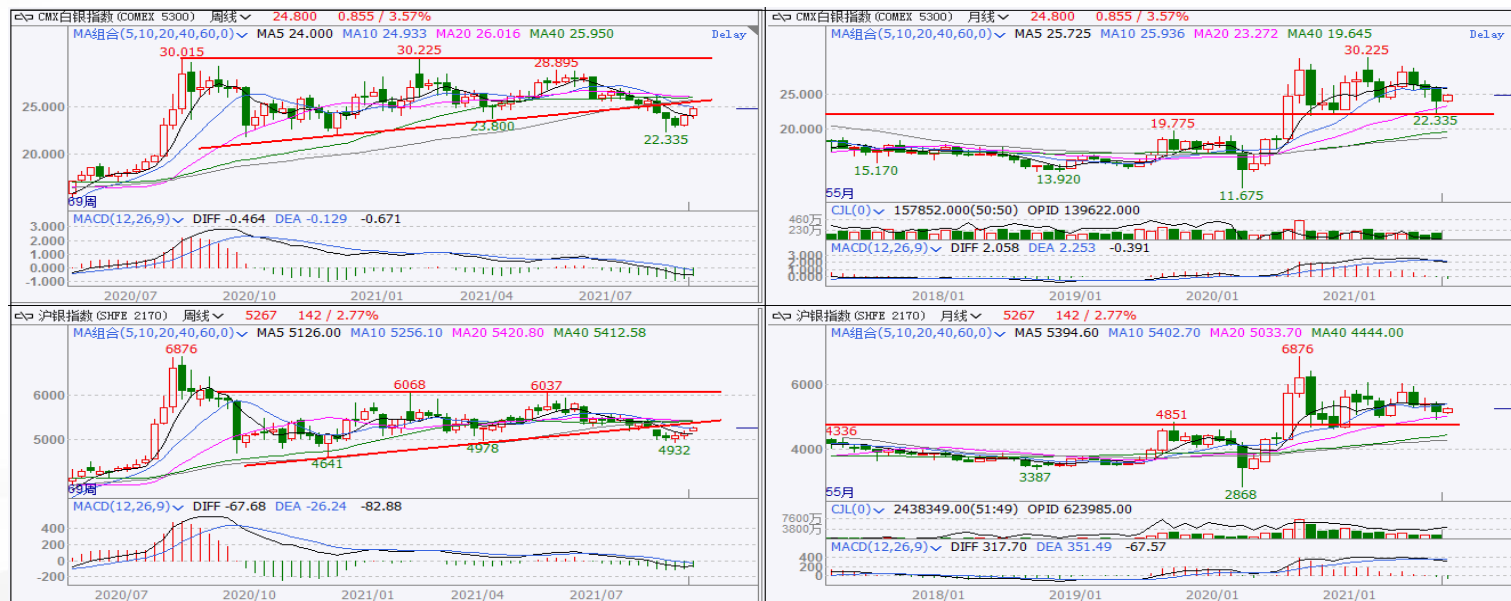 CMX白银指数(COMEX 5300) 周线 24.800 0.855 / 3.57%
MA组合(5,10,20,40,60,0) MA5 24.000 MA10 24.933 MA20 26.016 MA40 25.950 Delay
30.015 30.225 28.895
25.000
23.800 22.335
20.000
69周
MACD(12,26,9) DIFF -0.464 DEA -0.129 -0.671
3.000
2.000
1.000
0.000
-1.000
2020/07 2020/10 2021/01 2021/04 2021/07
CMX白银指数(COMEX 5300) 月线 24.800 0.855 / 3.57%
MA组合(5,10,20,40,60,0) MA5 25.725 MA10 25.936 MA20 23.272 MA40 19.645 Delay
30.225
25.000
22.335
20.000
19.775
15.170 13.920 11.675
55月
CJL(0) 157852.000(50:50) OPID 139622.000
460万
230万
MACD(12,26,9) DIFF 2.058 DEA 2.253 -0.391
3.000
2.000
1.000
0.000
2018/01 2019/01 2020/01 2021/01
沪银指数(SHFE 2170) 周线 5267 142 / 2.77%
MA组合(5,10,20,40,60,0) MA5 5126.00 MA10 5256.10 MA20 5420.80 MA40 5412.58
6876
6068 6037
6000
5000
4641 4978 4932
69周
MACD(12,26,9) DIFF -67.68 DEA -26.24 -82.88
400
200
0
-200
2020/07 2020/10 2021/01 2021/04 2021/07
沪银指数(SHFE 2170) 月线 5267 142 / 2.77%
MA组合(5,10,20,40,60,0) MA5 5394.60 MA10 5402.70 MA20 5033.70 MA40 4444.00
6876
6000
4851
4336
4000
3387 2868
55月
CJL(0) 2438349.00(51:49) OPID 623985.00
7600万
3800万
MACD(12,26,9) DIFF 317.70 DEA 351.49 -67.57
400
200
0
2018/01 2019/01 2020/01 2021/01